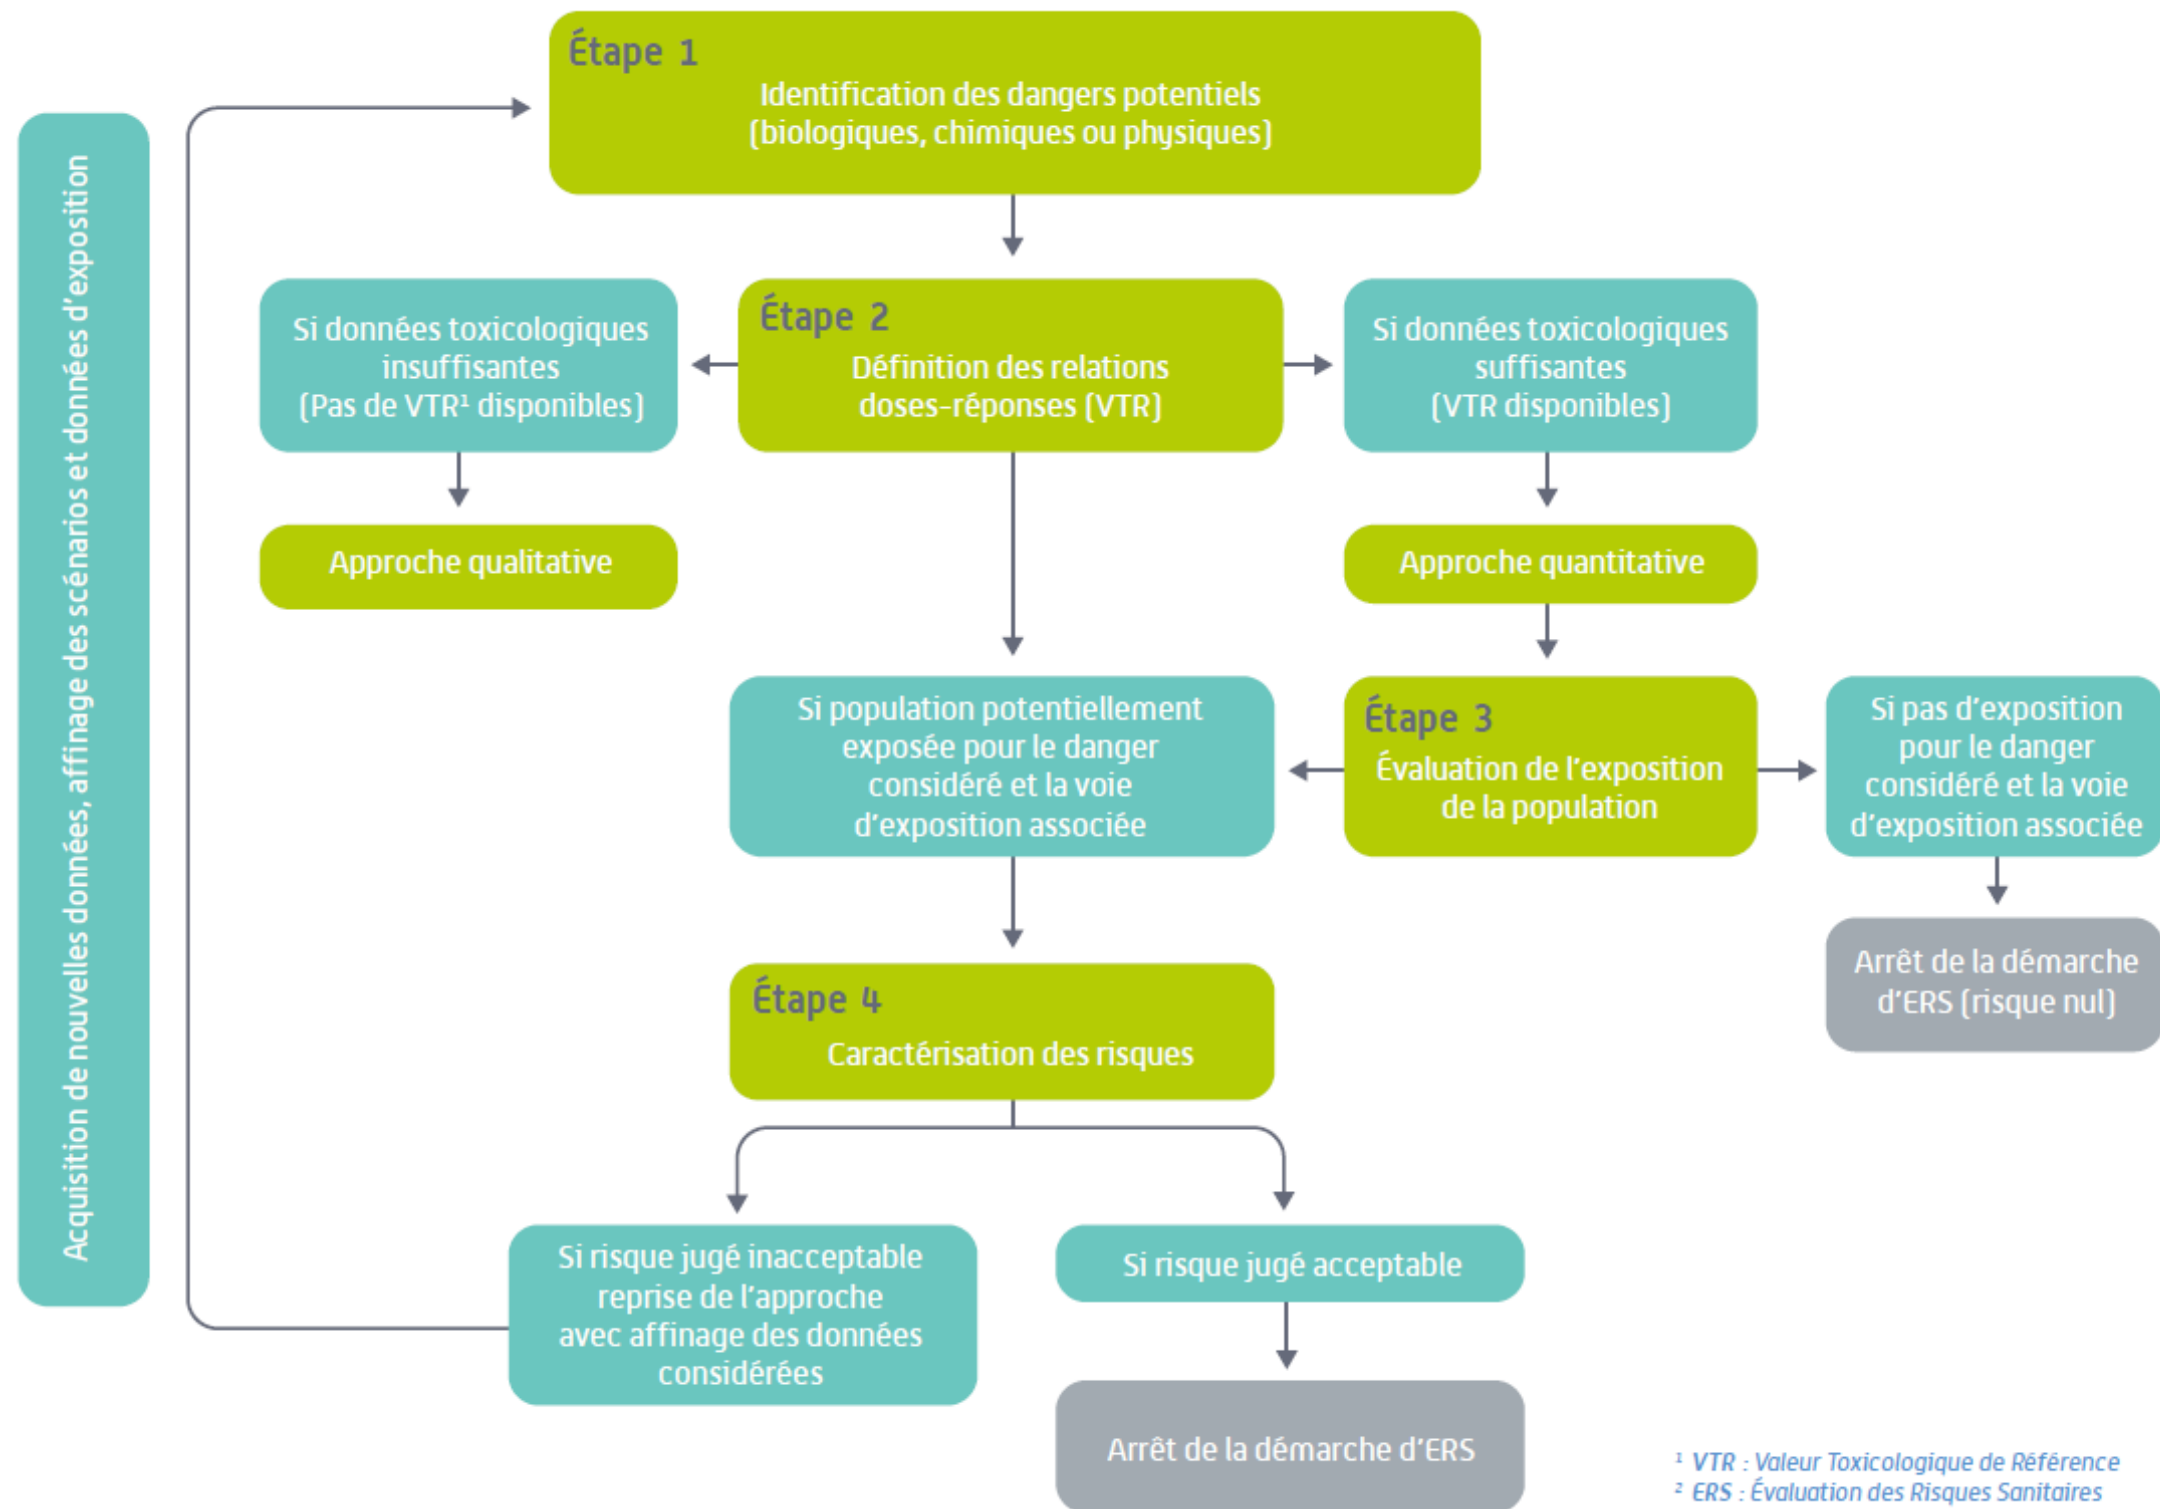 Étape 1
Identification des dangers potentiels
(biologiques, chimiques ou physiques)
Acquisition de nouvelles données, affinage des scénarios et données d'exposition
Si données toxicologiques
insuffisantes
(Pas de VTR¹ disponibles)
Étape 2
Définition des relations
doses-réponses (VTR)
Si données toxicologiques
suffisantes
(VTR disponibles)
Approche qualitative
Approche quantitative
Si population potentiellement
exposée pour le danger
considéré et la voie
d'exposition associée
Étape 3
Évaluation de l'exposition
de la population
Si pas d'exposition
pour le danger
considéré et la voie
d'exposition associée
Arrêt de la démarche
d'ERS (risque nul)
Étape 4
Caractérisation des risques
Si risque jugé inacceptable
reprise de l'approche
avec affinage des données
considérées
Si risque jugé acceptable
Arrêt de la démarche d'ERS
¹ VTR : Valeur Toxicologique de Référence
² ERS : Évaluation des Risques Sanitaires